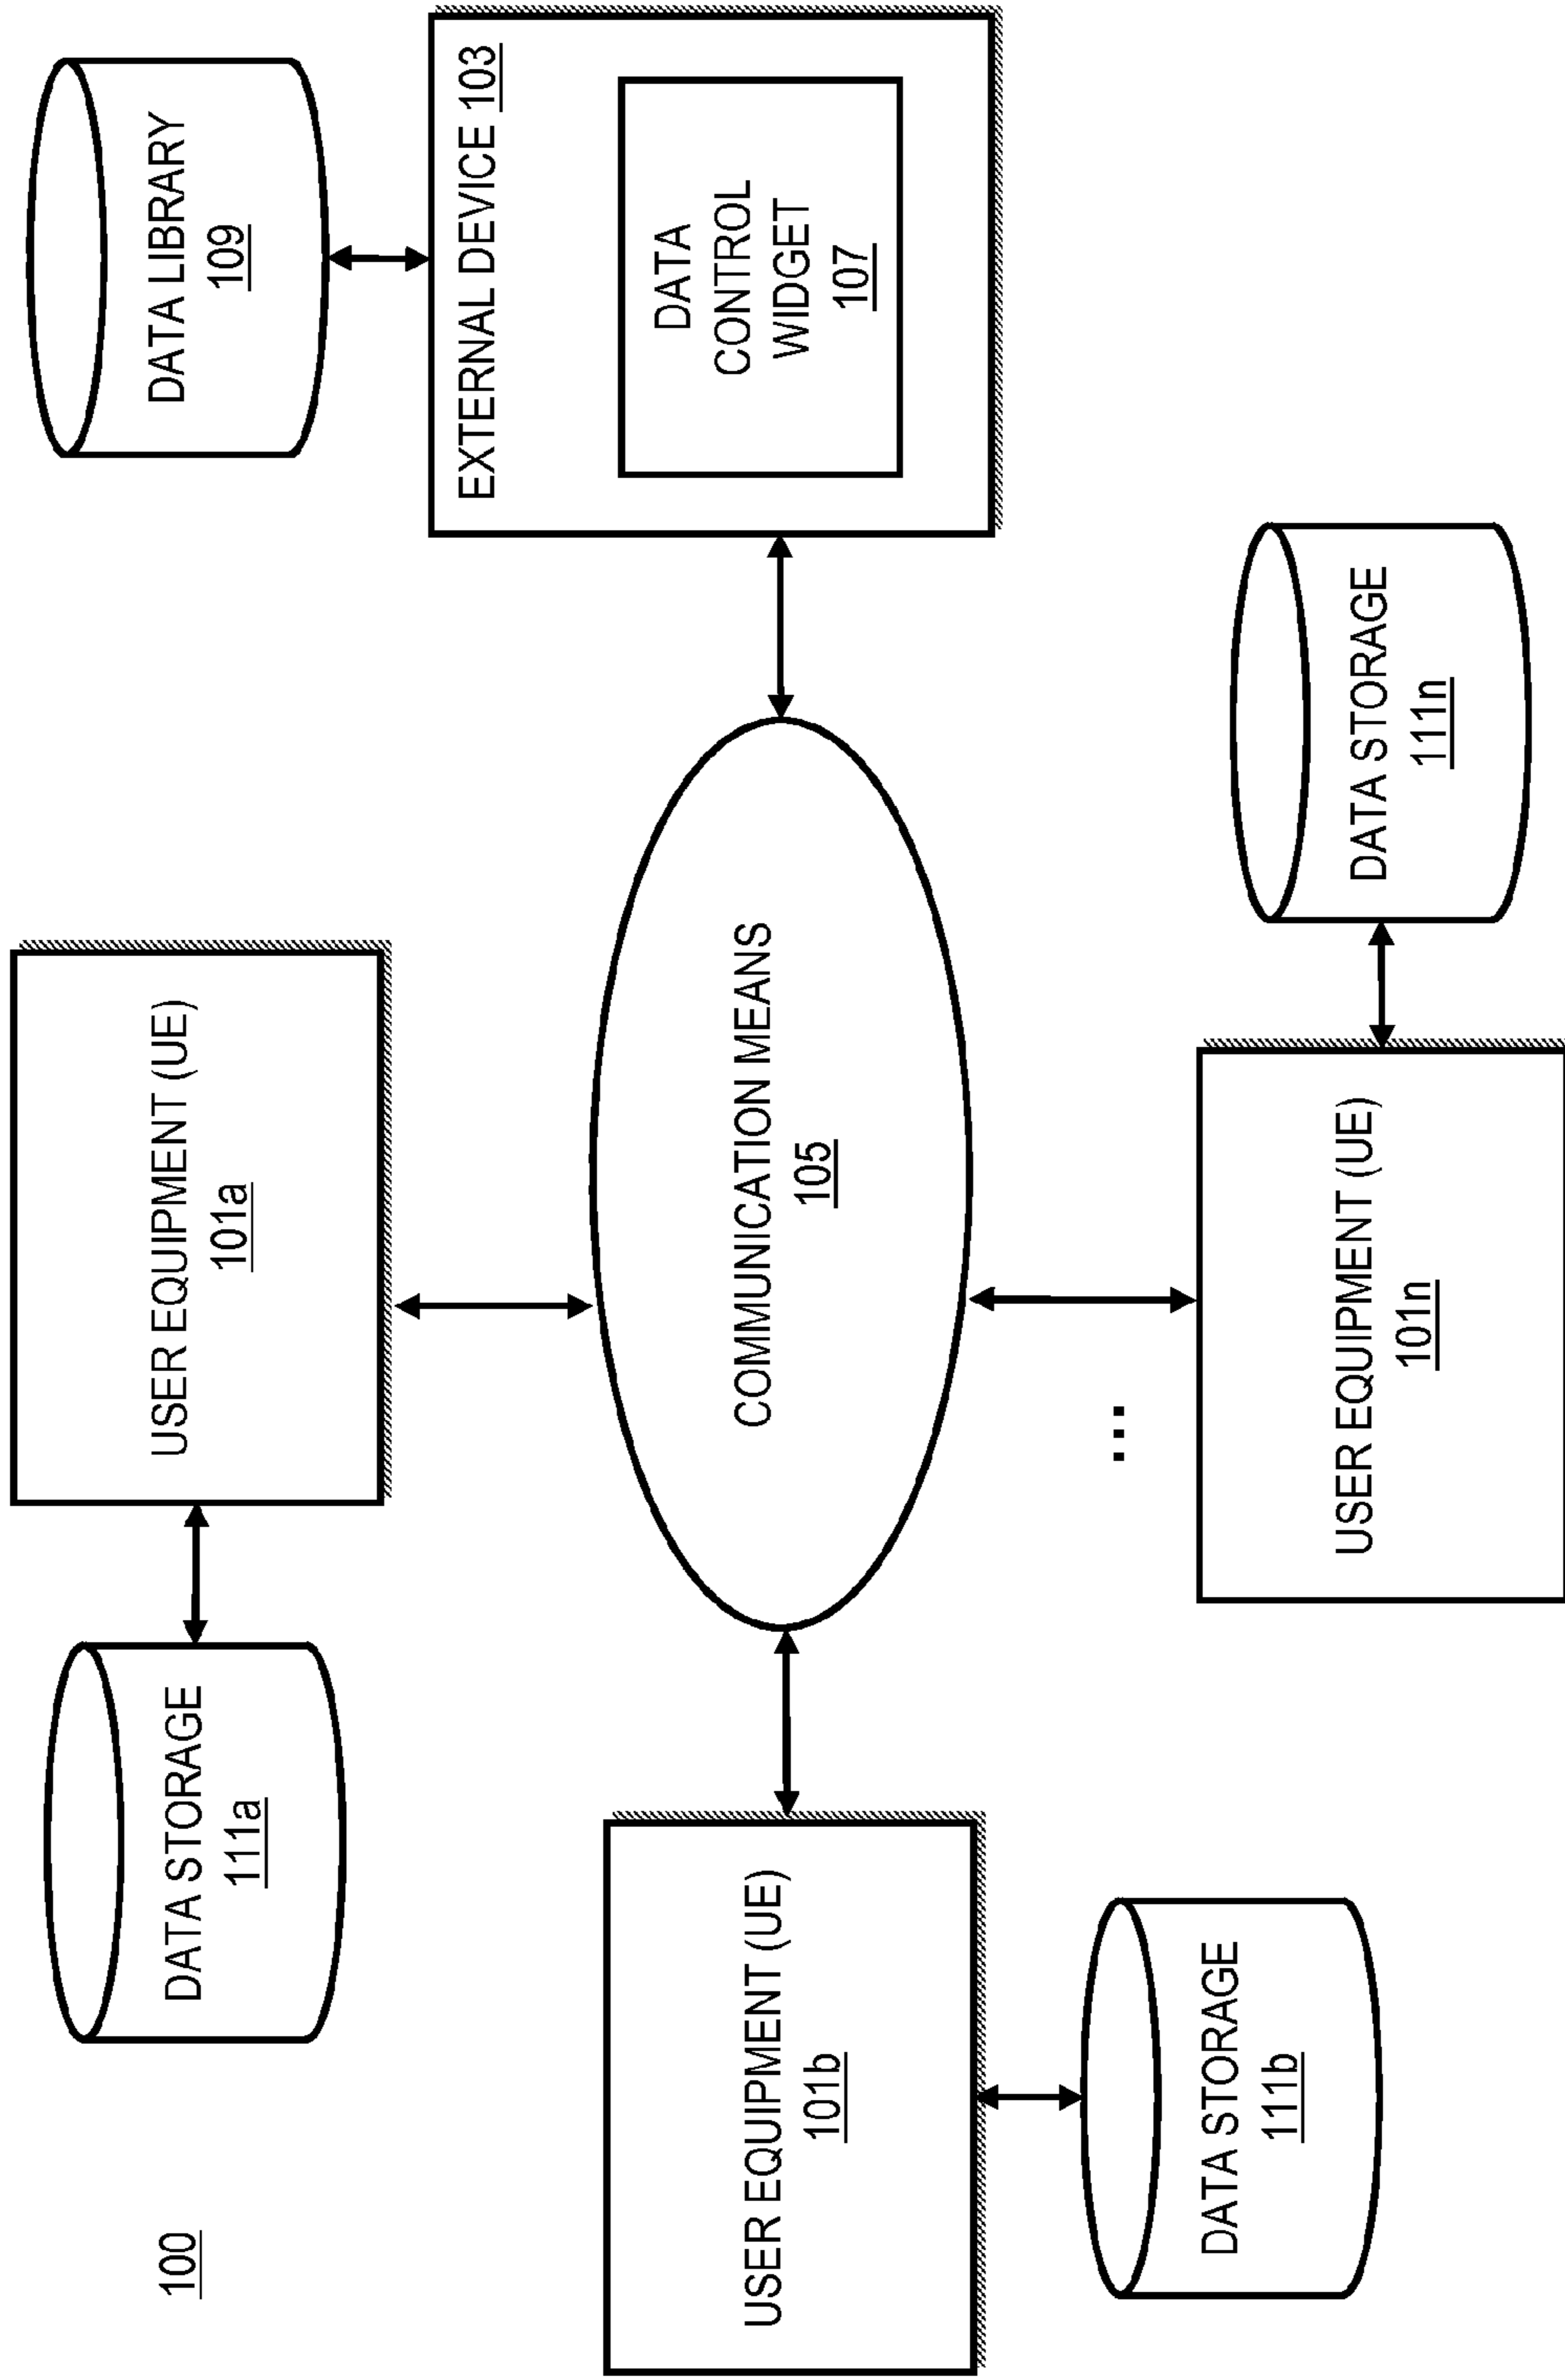 100
DATA STORAGE
111a
USER EQUIPMENT (UE)
101a
DATA LIBRARY
109
USER EQUIPMENT (UE)
101b
COMMUNICATION MEANS
105
EXTERNAL DEVICE 103
DATA
CONTROL
WIDGET
107
DATA STORAGE
111b
...
USER EQUIPMENT (UE)
101n
DATA STORAGE
111n